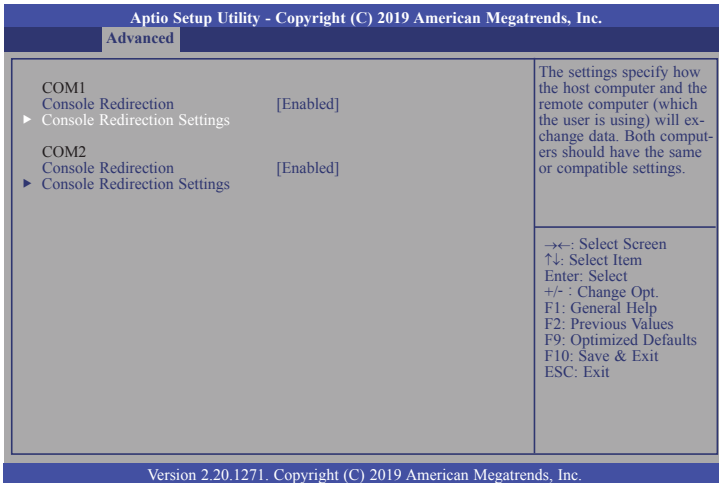 Aptio Setup Utility - Copyright (C) 2019 American Megatrends, Inc.
Advanced
COM1
Console Redirection [Enabled]
► Console Redirection Settings
COM2
Console Redirection [Enabled]
► Console Redirection Settings
The settings specify how
the host computer and the
remote computer (which
the user is using) will ex-
change data. Both comput-
ers should have the same
or compatible settings.
→←: Select Screen
↑↓: Select Item
Enter: Select
+/- : Change Opt.
F1: General Help
F2: Previous Values
F9: Optimized Defaults
F10: Save & Exit
ESC: Exit
Version 2.20.1271. Copyright (C) 2019 American Megatrends, Inc.